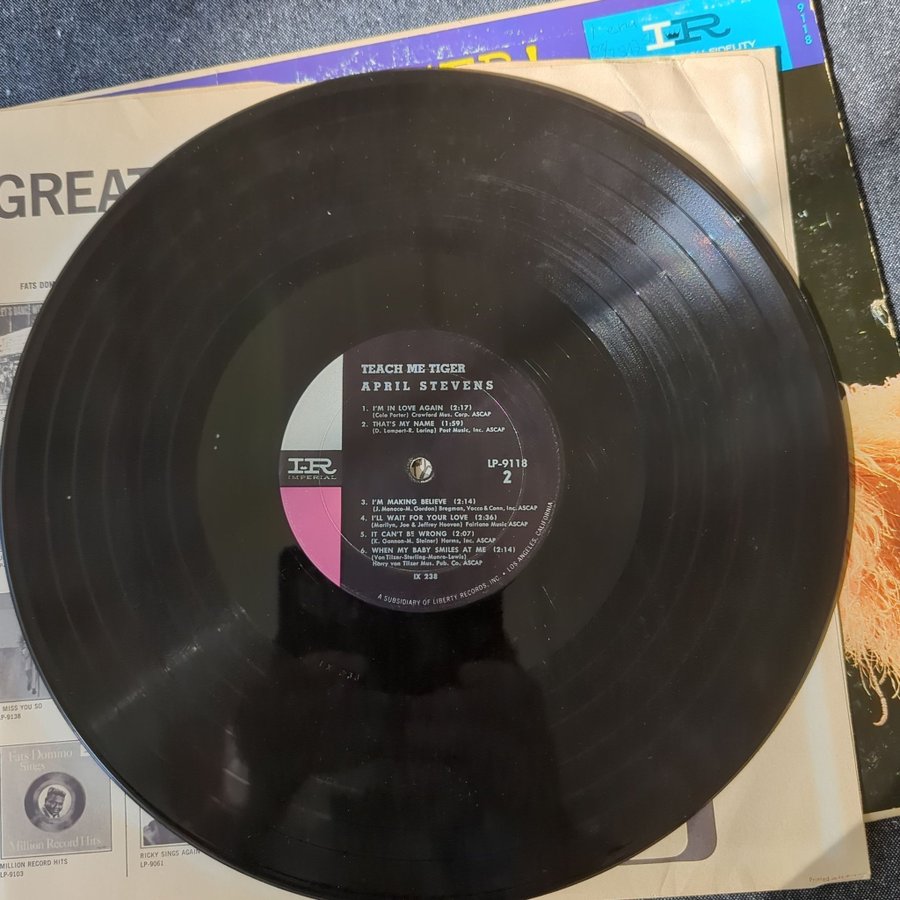 9118
I-R
FIDELITY
GREAT
FATS DOM
TEACH ME TIGER
APRIL STEVENS
1. I'M IN LOVE AGAIN (2:17)
(Cole Porter) Crawford Mus. Corp. ASCAP
2. THAT'S MY NAME (1:59)
(D. Lampert-R. Loring) Post Music, Inc. ASCAP
I-R
IMPERIAL
LP-9118
2
3. I'M MAKING BELIEVE (2:14)
(J. Monaco-M. Gordon) Bregman, Vocco & Conn, Inc. ASCAP
4. I'LL WAIT FOR YOUR LOVE (2:36)
(Marilyn, Joe & Jeffrey Hooven) Fairlane Music ASCAP
5. IT CAN'T BE WRONG (2:07)
(K. Gannon-M. Steiner) Harms, Inc. ASCAP
6. WHEN MY BABY SMILES AT ME (2:14)
(Von Tilzer-Sterling-Munro-Lewis)
Harry von Tilzer Mus. Pub. Co. ASCAP
IX 238
A SUBSIDIARY OF LIBERTY RECORDS, INC. • LOS ANGELES, CALIFORNIA
MISS YOU SO
LP-9138
Fats Domino
Sings
Million Record Hits
MILLION RECORD HITS
LP-9103
RICKY SINGS AGAIN
LP-9061
Printed